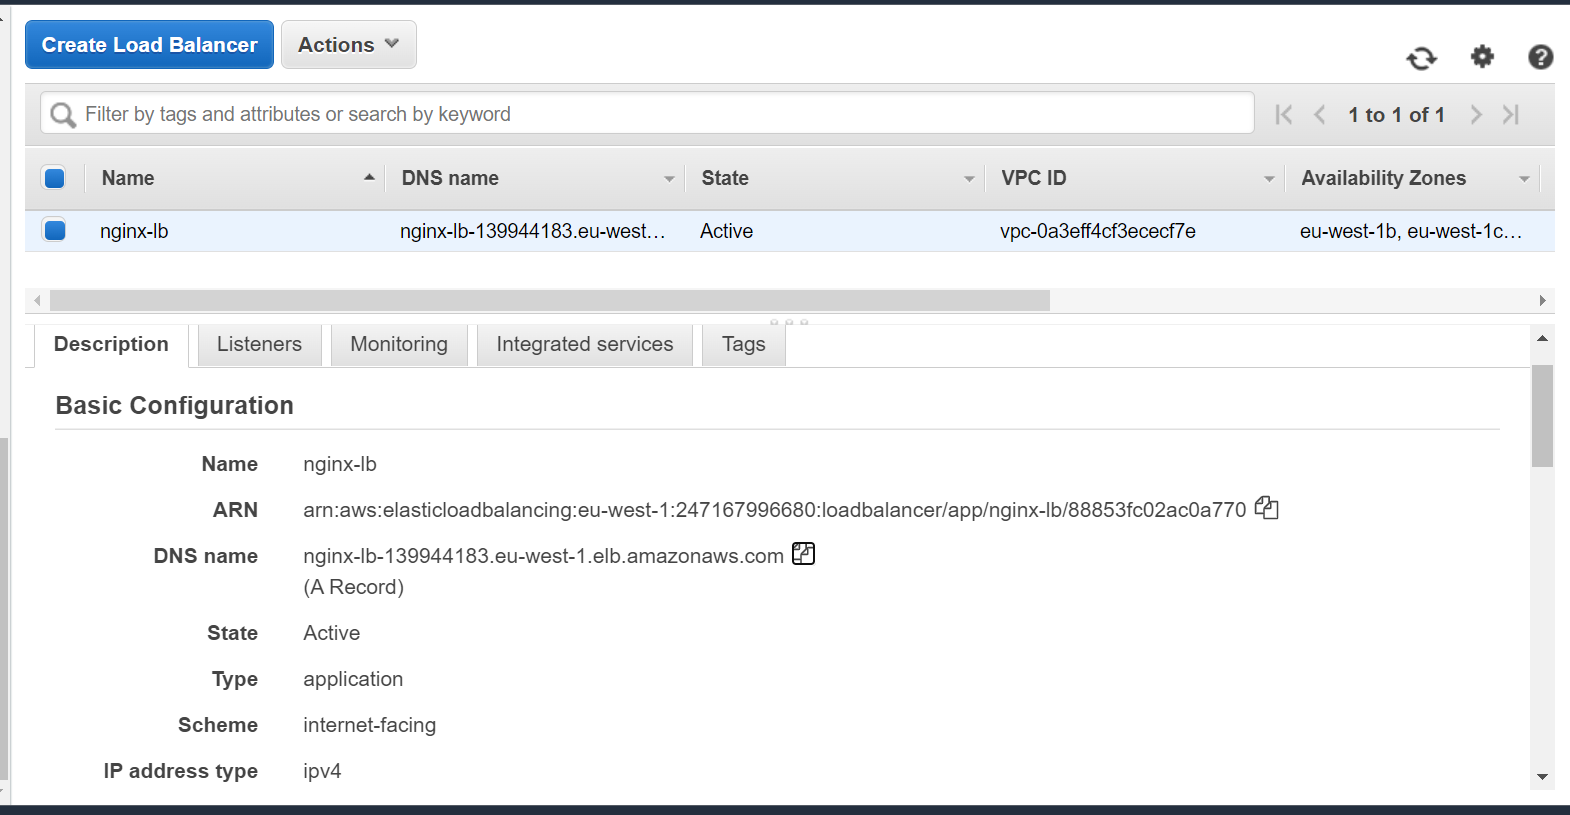 Create Load Balancer Actions
Filter by tags and attributes or search by keyword 1 to 1 of 1
Name DNS name State VPC ID Availability Zones
nginx-lb nginx-lb-139944183.eu-west... Active vpc-0a3eff4cf3ececf7e eu-west-1b, eu-west-1c...
Description Listeners Monitoring Integrated services Tags
Basic Configuration
Name nginx-lb
ARN arn:aws:elasticloadbalancing:eu-west-1:247167996680:loadbalancer/app/nginx-lb/88853fc02ac0a770
DNS name nginx-lb-139944183.eu-west-1.elb.amazonaws.com
(A Record)
State Active
Type application
Scheme internet-facing
IP address type ipv4